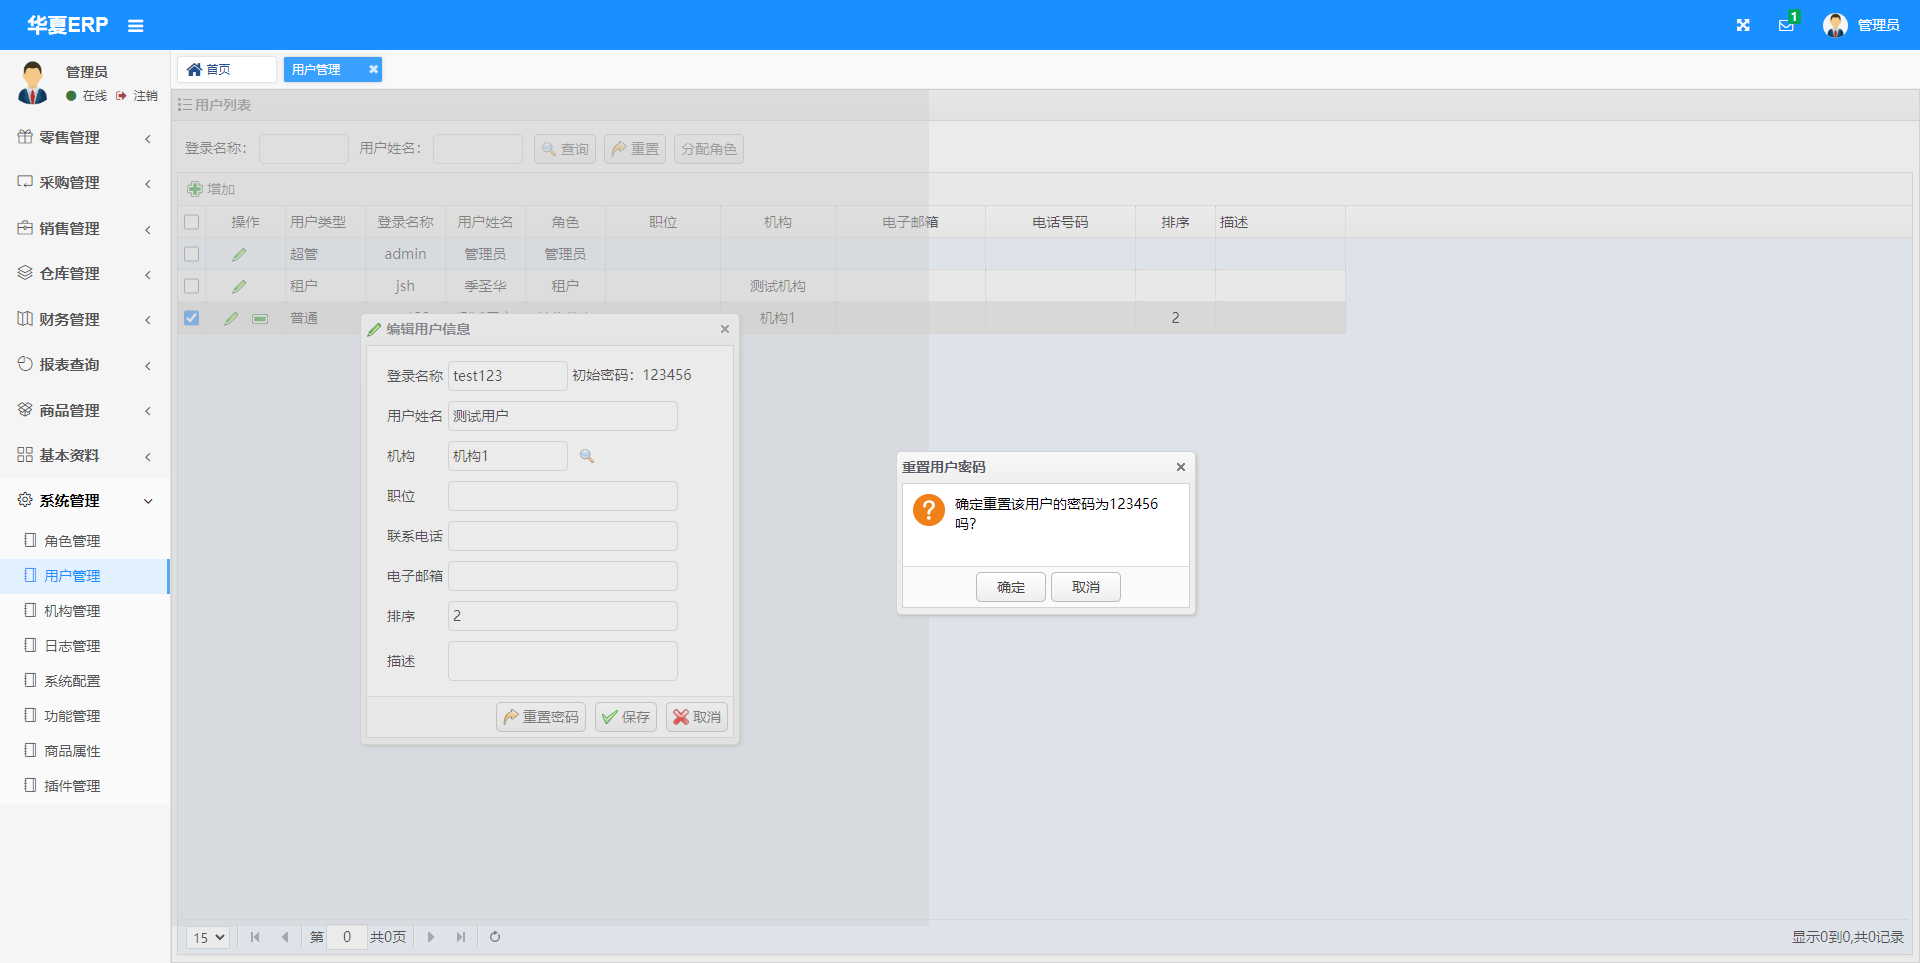 华夏ERP
1
管理员
管理员
在线 注销
零售管理
采购管理
销售管理
仓库管理
财务管理
报表查询
商品管理
基本资料
系统管理
角色管理
用户管理
机构管理
日志管理
系统配置
功能管理
商品属性
插件管理
首页 用户管理
用户列表
登录名称： 用户姓名： 查询 重置 分配角色
增加
操作 用户类型 登录名称 用户姓名 角色 职位 机构 电子邮箱 电话号码 排序 描述
超管 admin 管理员 管理员
租户 jsh 季圣华 租户 测试机构
普通 机构1 2
编辑用户信息
登录名称 test123 初始密码：123456
用户姓名 测试用户
机构 机构1
职位
联系电话
电子邮箱
排序 2
描述
重置密码 保存 取消
重置用户密码
确定重置该用户的密码为123456
吗？
确定 取消
15 第 0 共0页 显示0到0,共0记录